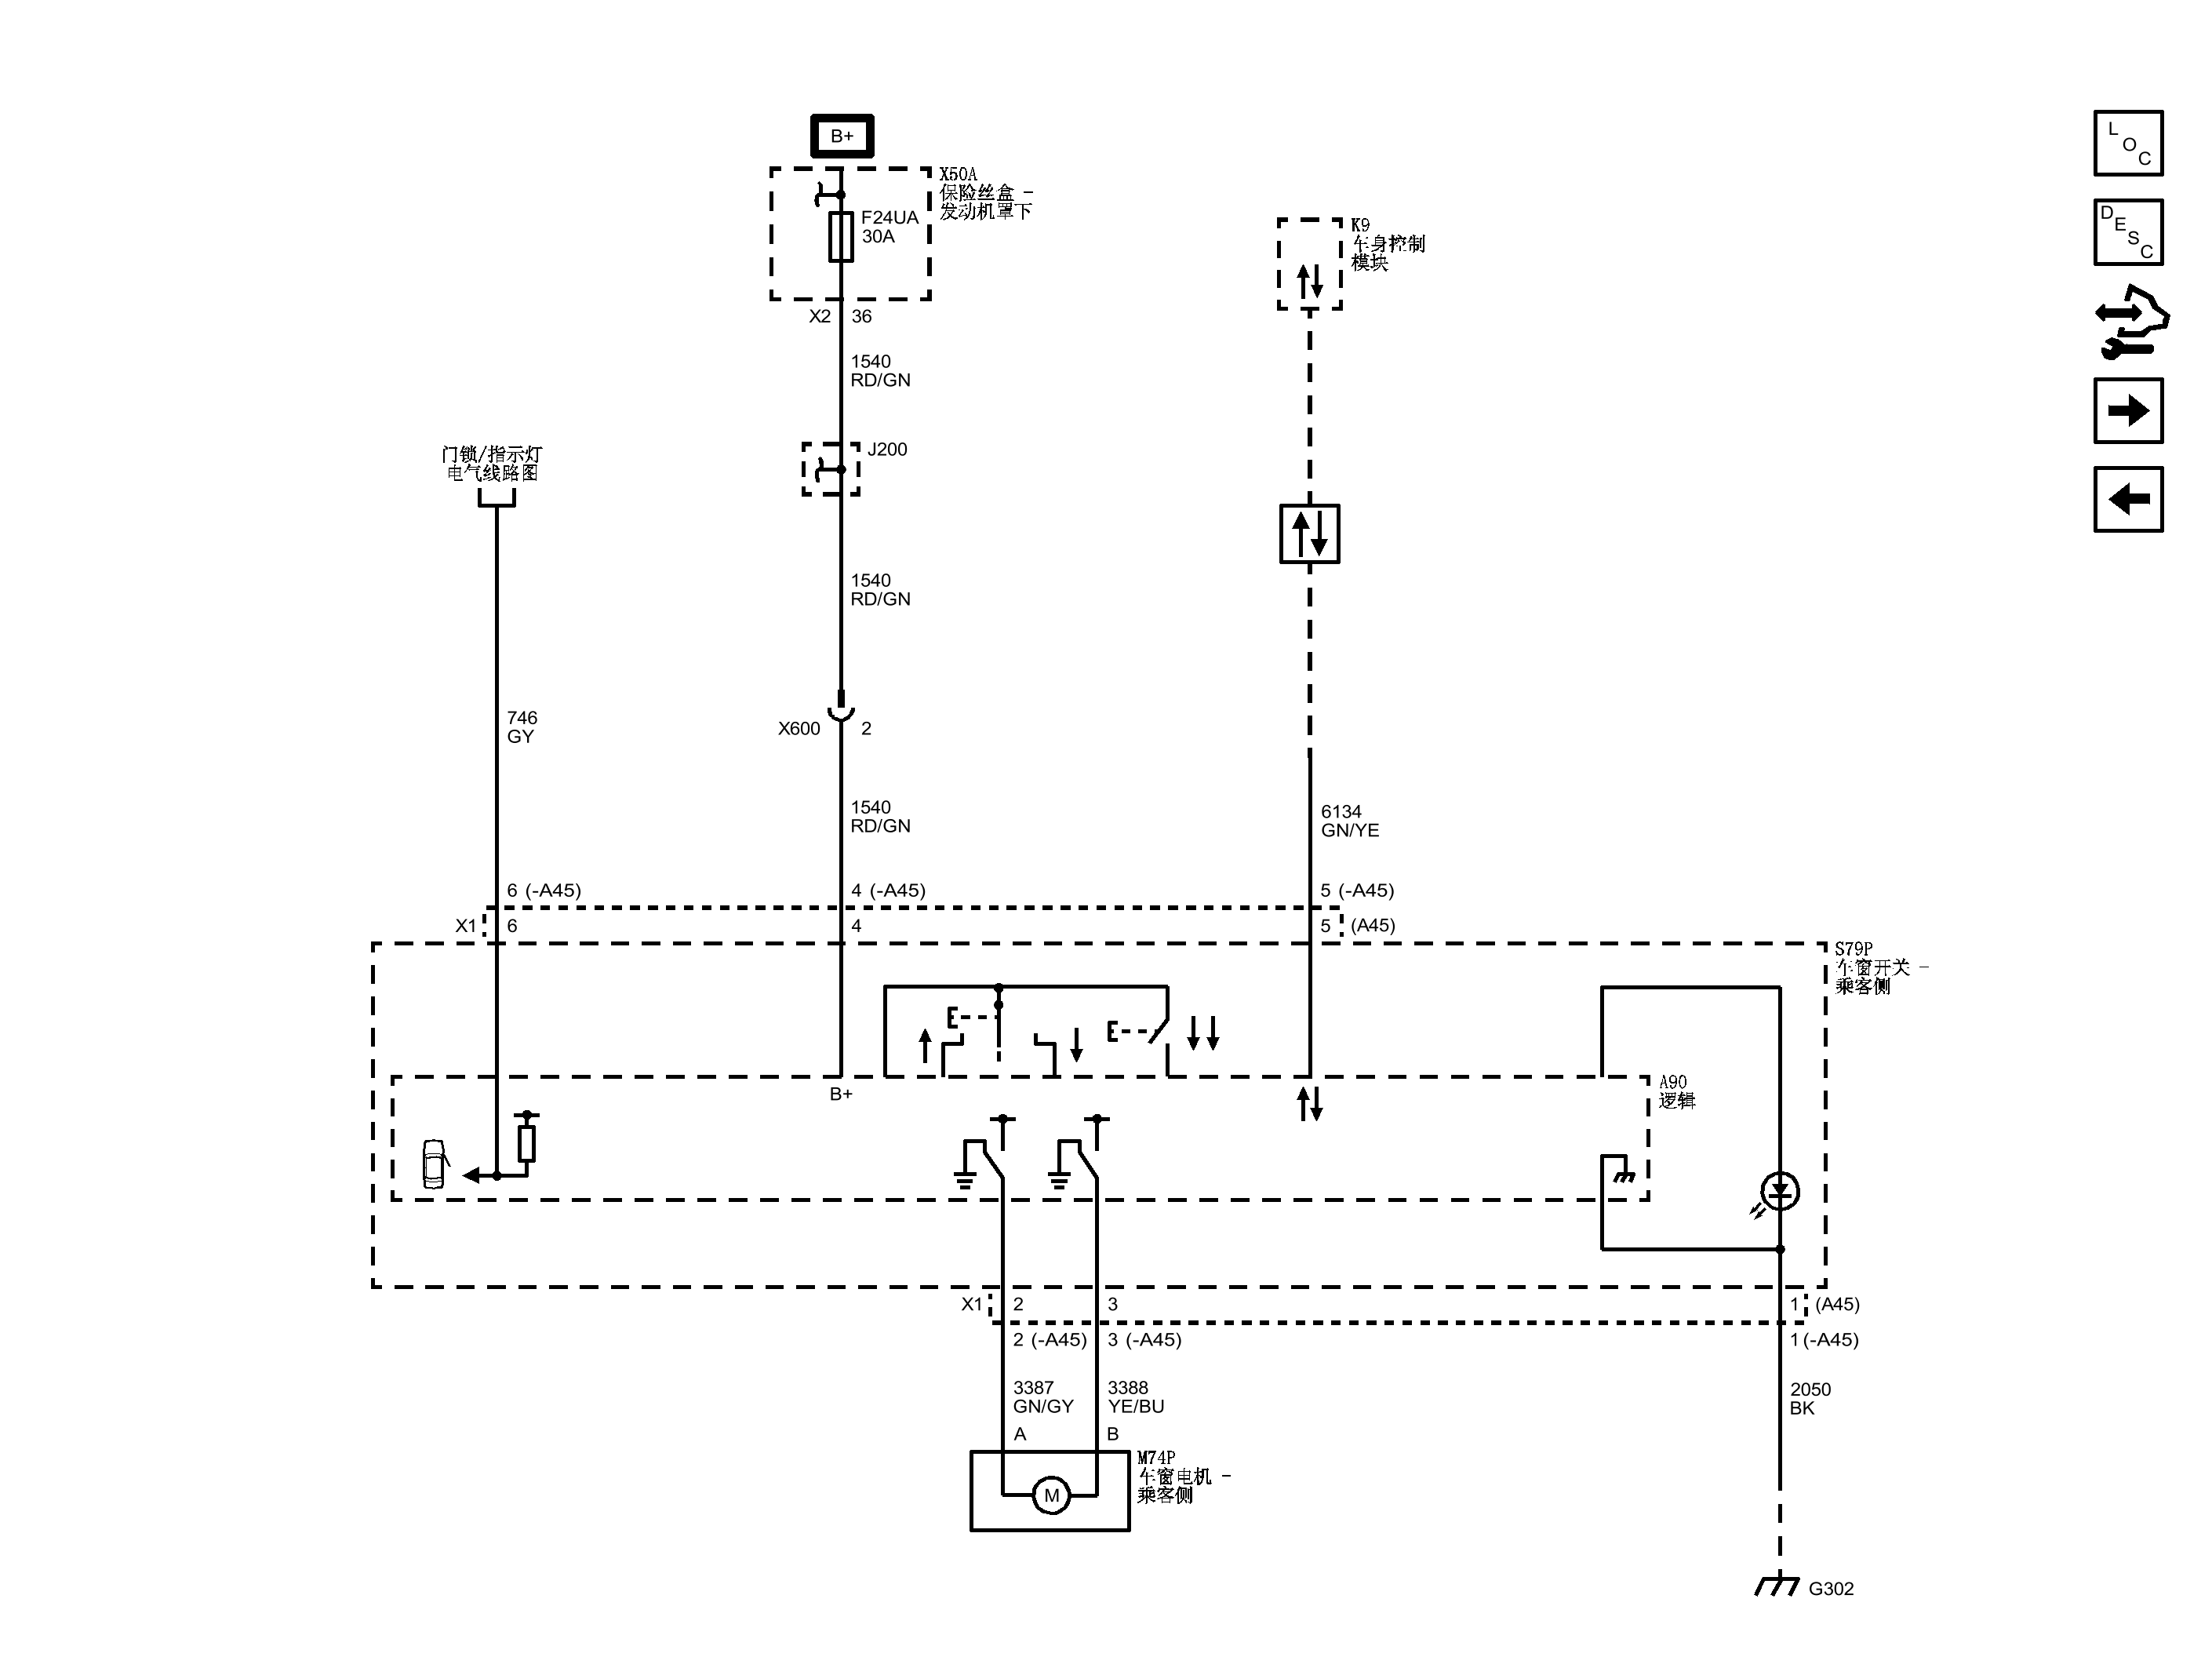 B+
X50A
保险丝盒 -
发动机罩下
F24UA
30A
X2 36
K9
车身控制
模块
L
O
C
D
E
S
C
1540
RD/GN
门锁/指示灯
电气线路图
J200
1540
RD/GN
746
GY
X600 2
1540
RD/GN
6134
GN/YE
6 (-A45) 4 (-A45) 5 (-A45)
X1 6 4 5 (A45)
S79P
车窗开关 -
乘客侧
B+
A90
逻辑
X1 2 3 1 (A45)
2 (-A45) 3 (-A45) 1 (-A45)
3387
GN/GY
3388
YE/BU
2050
BK
A B
M74P
车窗电机 -
乘客侧
M
G302